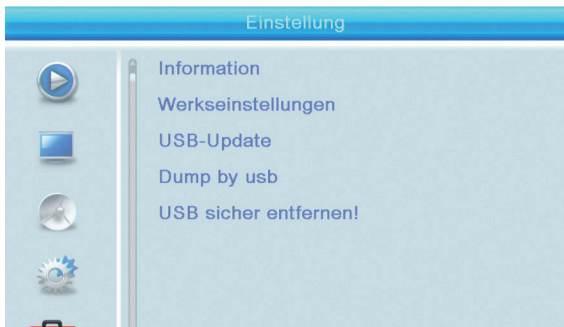 Einstellung
Information
Werkseinstellungen
USB-Update
Dump by usb
USB sicher entfernen!